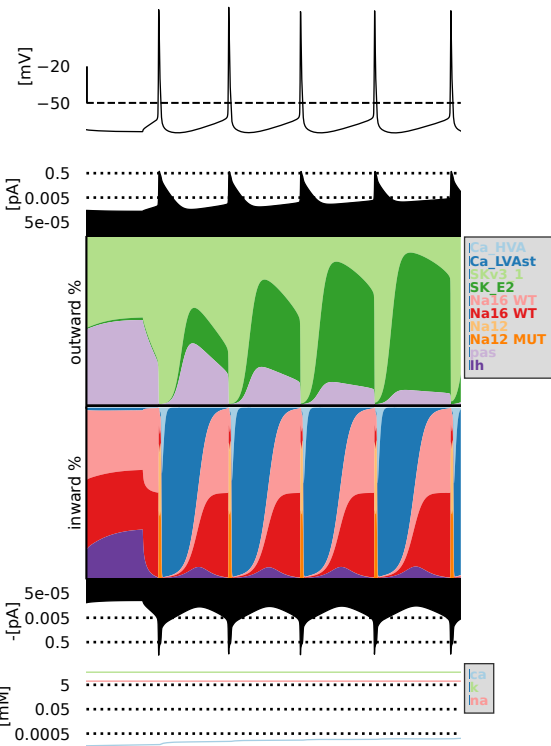 [mV]
−20
−50
[pA]
0.5
0.005
5e-05
outward %
Ca_HVA
Ca_LVAst
SKv3_1
SK_E2
Na16 WT
Na16 WT
Na12
Na12 MUT
pas
Ih
inward %
-[pA]
5e-05
0.005
0.5
[mM]
5
0.05
0.0005
ca
k
na